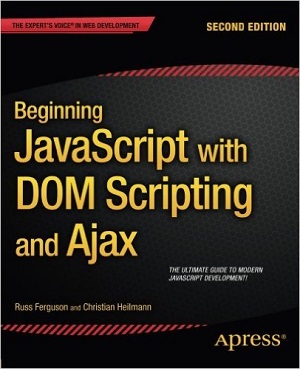 THE EXPERT'S VOICE® IN WEB DEVELOPMENT
SECOND EDITION
Beginning
JavaScript with
DOM Scripting
and Ajax
THE ULTIMATE GUIDE TO MODERN
JAVASCRIPT DEVELOPMENT!
Russ Ferguson and Christian Heilmann
Apress®